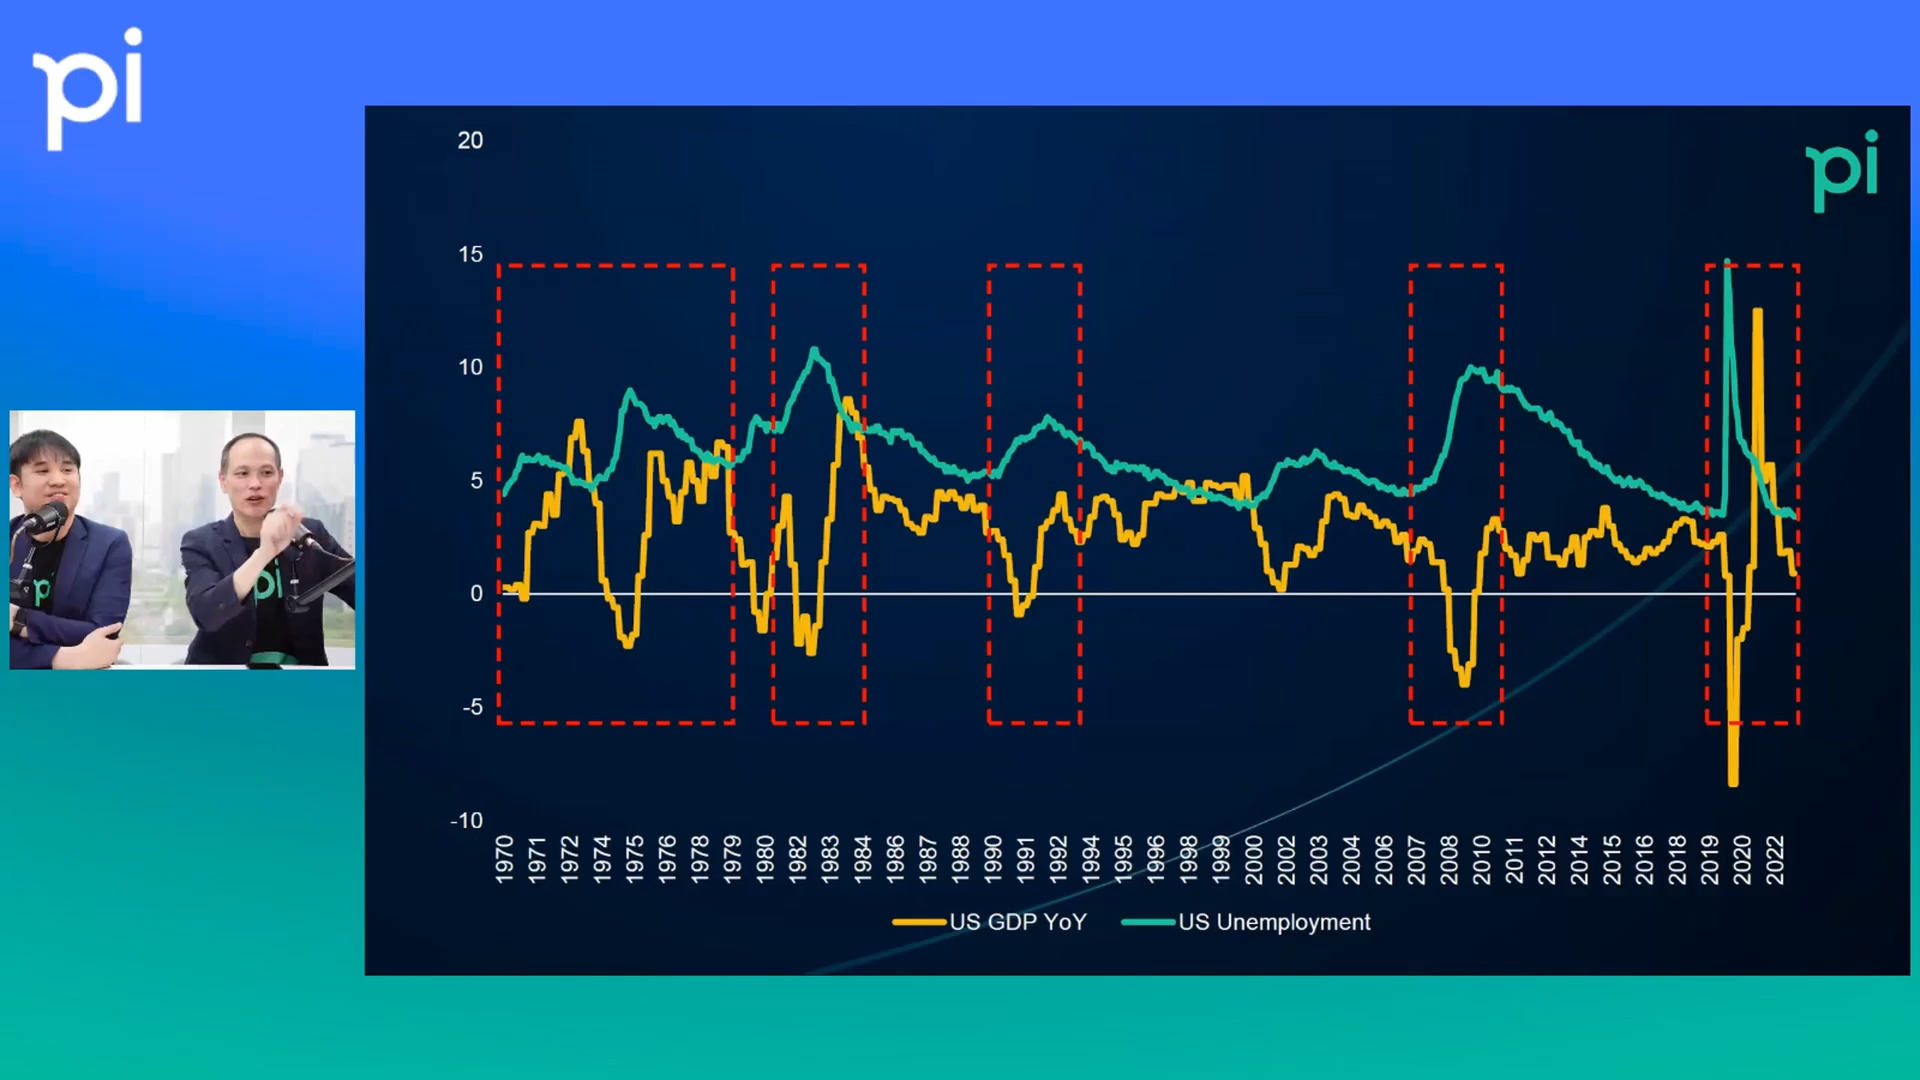 pi
pi
20
15
10
5
0
-5
-10
1970 1971 1972 1974 1975 1976 1978 1979 1980 1982 1983 1984 1986 1987 1988 1990 1991 1992 1994 1995 1996 1998 1999 2000 2002 2003 2004 2006 2007 2008 2010 2011 2012 2014 2015 2016 2018 2019 2020 2022
US GDP YoY US Unemployment
pi
pi